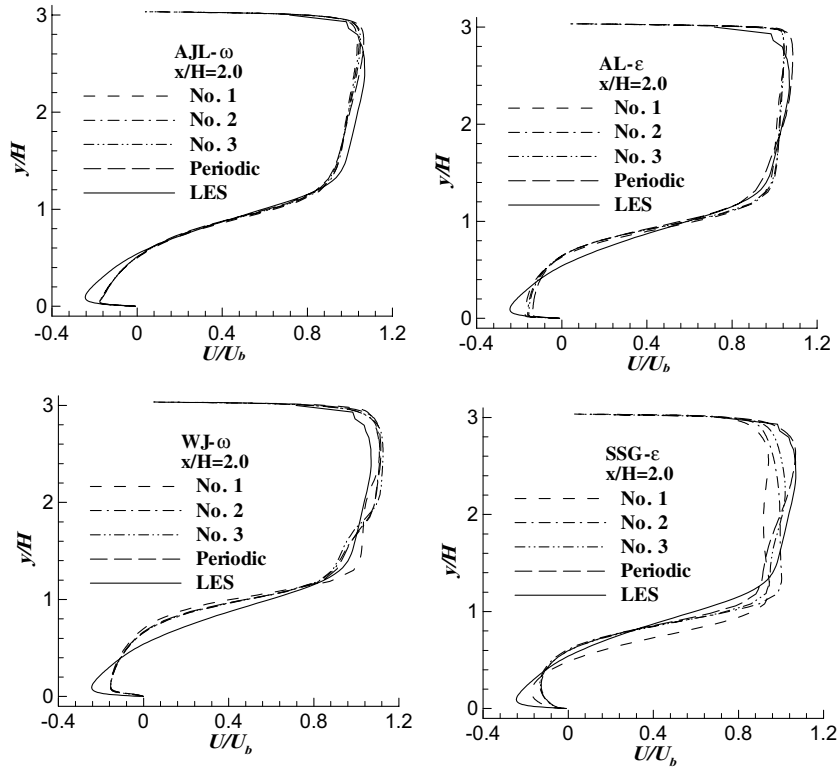 3
2
1
0
y/H
AJL-ω
x/H=2.0
No. 1
No. 2
No. 3
Periodic
LES
-0.4 0 0.4 0.8 1.2
U/U_b
3
2
1
0
y/H
AL-ε
x/H=2.0
No. 1
No. 2
No. 3
Periodic
LES
-0.4 0 0.4 0.8 1.2
U/U_b
3
2
1
0
y/H
WJ-ω
x/H=2.0
No. 1
No. 2
No. 3
Periodic
LES
-0.4 0 0.4 0.8 1.2
U/U_b
3
2
1
0
y/H
SSG-ε
x/H=2.0
No. 1
No. 2
No. 3
Periodic
LES
-0.4 0 0.4 0.8 1.2
U/U_b